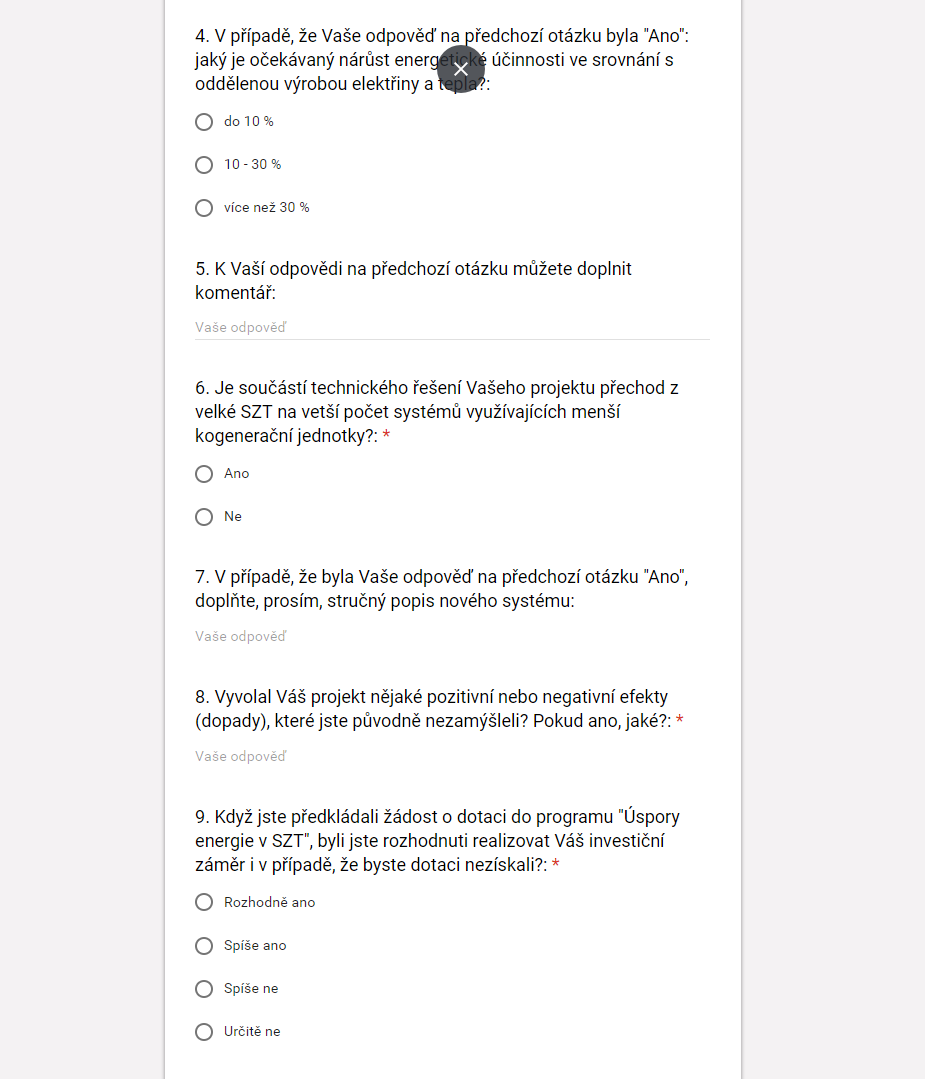 4. V případě, že Vaše odpověď na předchozí otázku byla "Ano":
jaký je očekávaný nárůst energetické účinnosti ve srovnání s
oddělenou výrobou elektřiny a tepla?:
do 10 %
10 - 30 %
více než 30 %
5. K Vaší odpovědi na předchozí otázku můžete doplnit
komentář:
Vaše odpověď
6. Je součástí technického řešení Vašeho projektu přechod z
velké SZT na vetší počet systémů využívajících menší
kogenerační jednotky?: *
Ano
Ne
7. V případě, že byla Vaše odpověď na předchozí otázku "Ano",
doplňte, prosím, stručný popis nového systému:
Vaše odpověď
8. Vyvolal Váš projekt nějaké pozitivní nebo negativní efekty
(dopady), které jste původně nezamýšleli? Pokud ano, jaké?: *
Vaše odpověď
9. Když jste předkládali žádost o dotaci do programu "Úspory
energie v SZT", byli jste rozhodnuti realizovat Váš investiční
záměr i v případě, že byste dotaci nezískali?: *
Rozhodně ano
Spíše ano
Spíše ne
Určitě ne